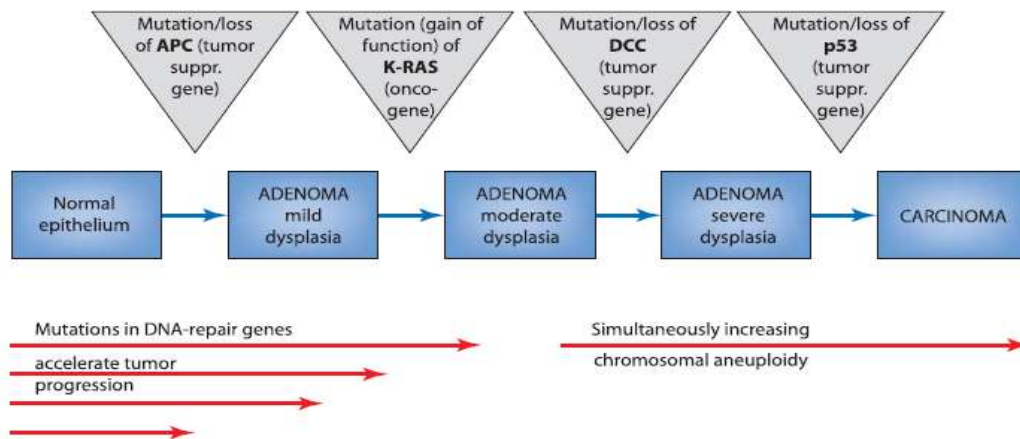 Mutation/loss
of APC (tumor
suppr.
gene)
Mutation (gain of
function) of
K-RAS
(onco-
gene)
Mutation/loss of
DCC
(tumor
suppr.
gene)
Mutation/loss of
p53
(tumor
suppr.
gene)
Normal
epithelium
ADENOMA
mild
dysplasia
ADENOMA
moderate
dysplasia
ADENOMA
severe
dysplasia
CARCINOMA
Mutations in DNA-repair genes
accelerate tumor
progression
Simultaneously increasing
chromosomal aneuploidy